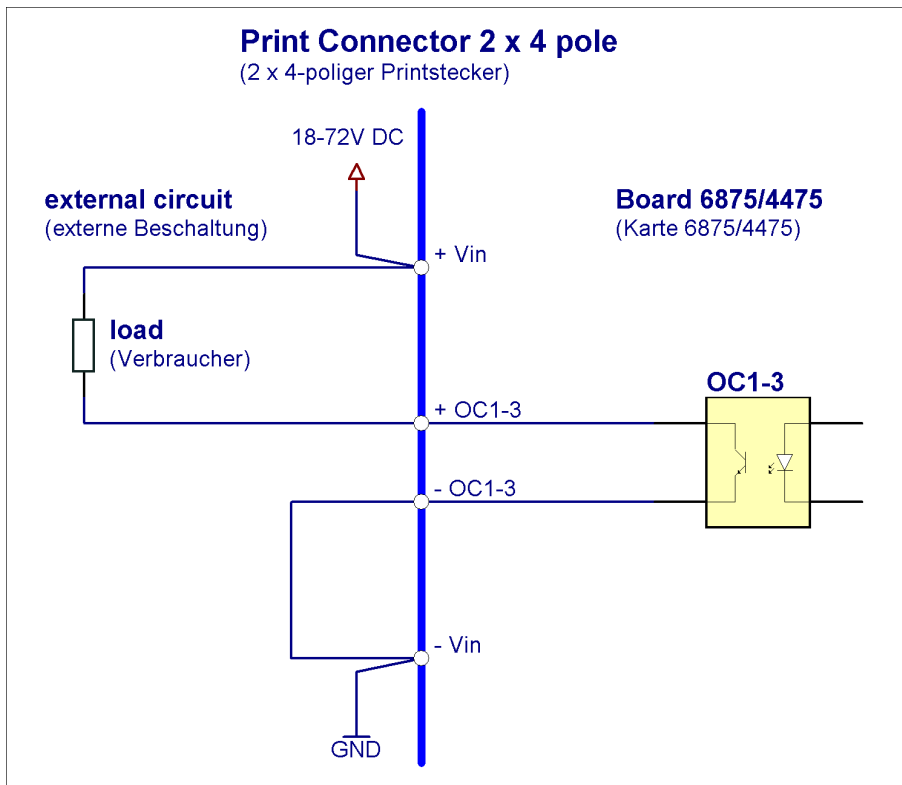 Print Connector 2 x 4 pole
(2 x 4-poliger Printstecker)
18-72V DC
external circuit
(externe Beschaltung)
Board 6875/4475
(Karte 6875/4475)
+ Vin
load
(Verbraucher)
OC1-3
+ OC1-3
- OC1-3
- Vin
GND